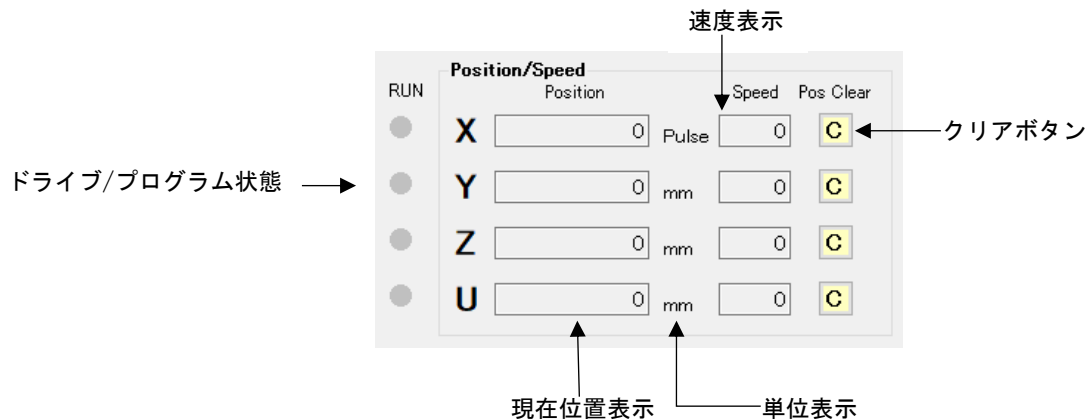 速度表示
Position/Speed
RUN Position Speed Pos Clear
X 0 Pulse 0 C クリアボタン
ドライブ/プログラム状態 Y 0 mm 0 C
Z 0 mm 0 C
U 0 mm 0 C
現在位置表示 単位表示